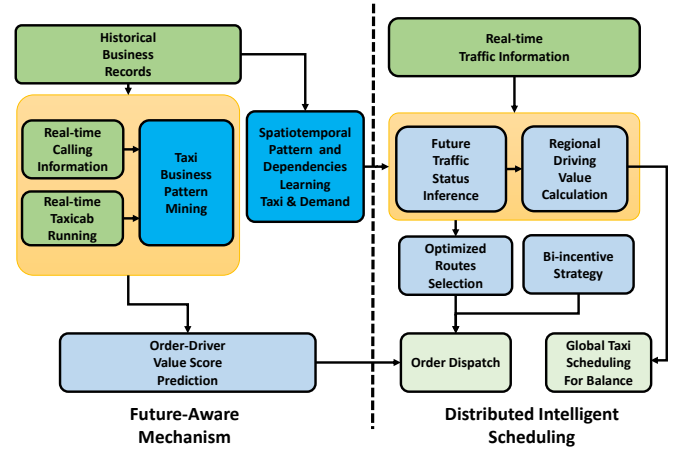 Historical
Business
Records
Real-time
Traffic Information
Real-time
Calling
Information
Real-time
Taxicab
Running
Taxi
Business
Pattern
Mining
Spatiotemporal
Pattern and
Dependencies
Learning
Taxi & Demand
Future
Traffic
Status
Inference
Regional
Driving
Value
Calculation
Optimized
Routes
Selection
Bi-incentive
Strategy
Order-Driver
Value Score
Prediction
Order Dispatch
Global Taxi
Scheduling
For Balance
Future-Aware
Mechanism
Distributed Intelligent
Scheduling